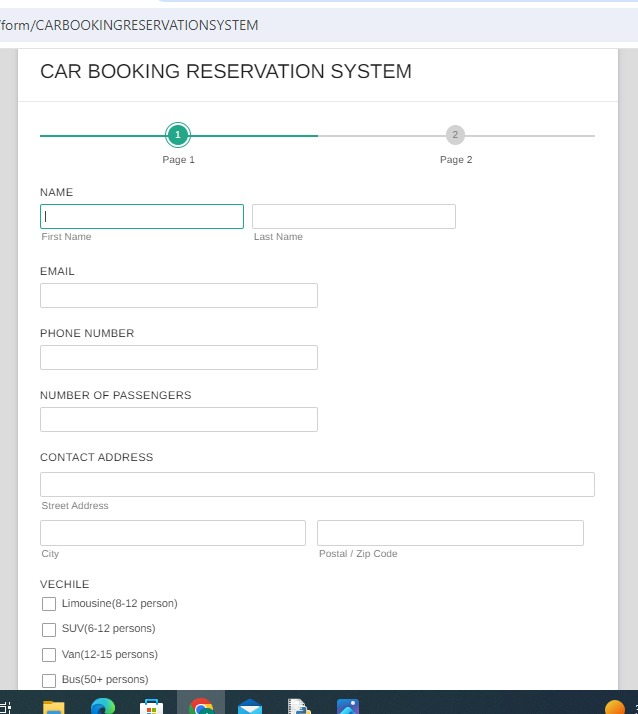 /form/CARBOOKINGRESERVATIONSYSTEM
CAR BOOKING RESERVATION SYSTEM
1 2
Page 1 Page 2
NAME
First Name Last Name
EMAIL
PHONE NUMBER
NUMBER OF PASSENGERS
CONTACT ADDRESS
Street Address
City Postal / Zip Code
VECHILE
Limousine(8-12 person)
SUV(6-12 persons)
Van(12-15 persons)
Bus(50+ persons)